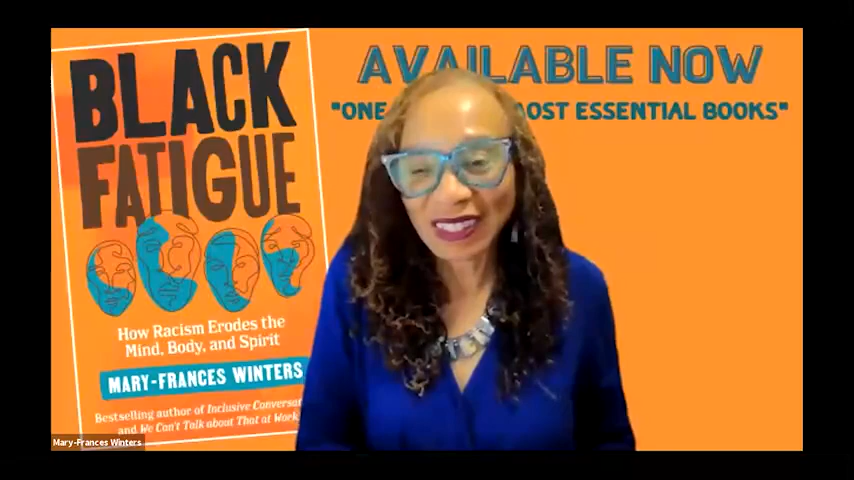 BLACK
FATIGUE
How Racism Erodes the
Mind, Body, and Spirit
MARY-FRANCES WINTERS
Bestselling author of Inclusive
and We Can't Talk about That at Work
AVAILABLE NOW
"ONE OST ESSENTIAL BOOKS"
Mary-Frances Winters